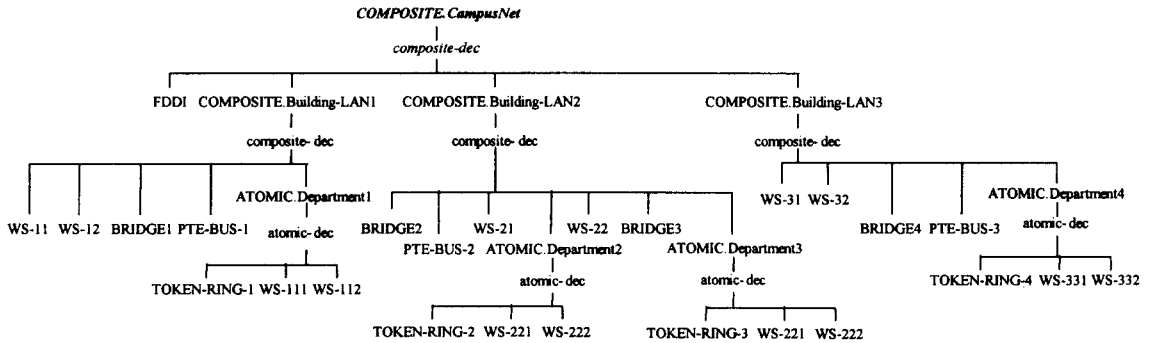 COMPOSITE.CampusNet
composite-dec
FDDI COMPOSITE.Building-LAN1 COMPOSITE.Building-LAN2 COMPOSITE.Building-LAN3
composite- dec composite- dec composite- dec
WS-11 WS-12 BRIDGE1 PTE-BUS-1 ATOMIC.Department1
atomic-dec
TOKEN-RING-1 WS-111 WS-112
BRIDGE2 PTE-BUS-2 WS-21 ATOMIC.Department2 WS-22 BRIDGE3 ATOMIC.Department3
atomic- dec atomic- dec
TOKEN-RING-2 WS-221 WS-222 TOKEN-RING-3 WS-221 WS-222
WS-31 WS-32 BRIDGE4 PTE-BUS-3 ATOMIC.Department4
atomic- dec
TOKEN-RING-4 WS-331 WS-332